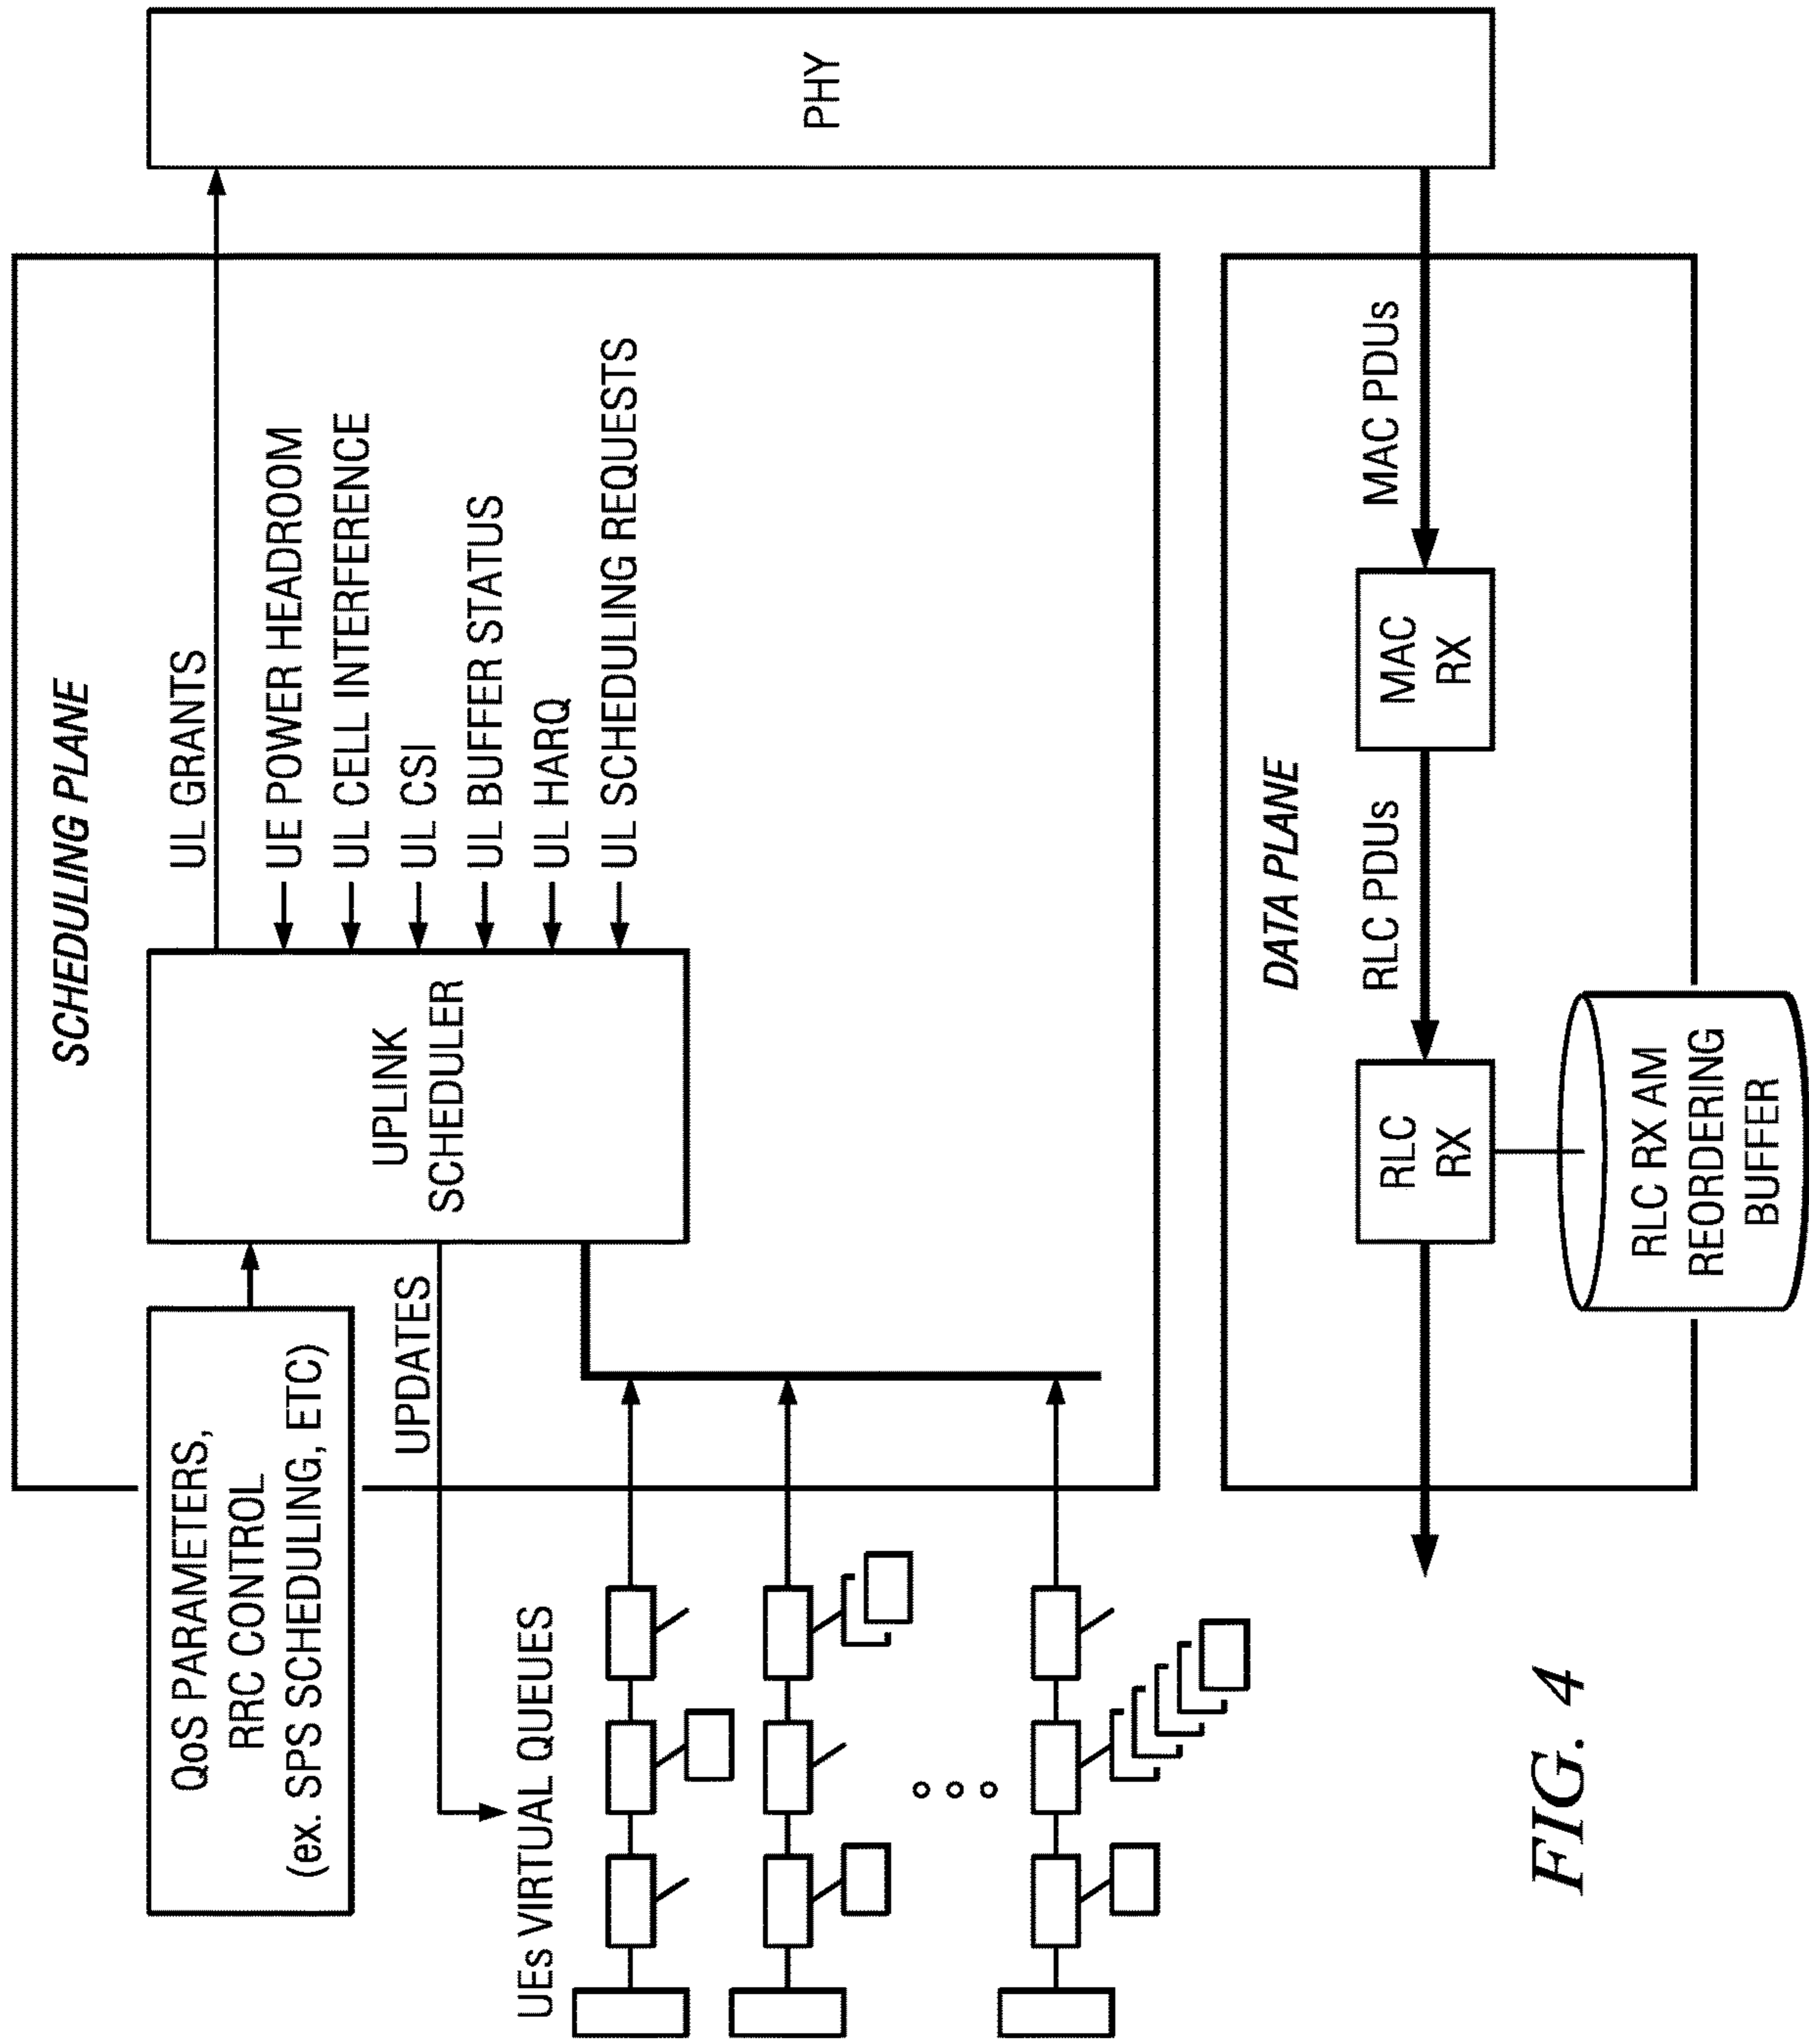 SCHEDULING PLANE
QoS PARAMETERS,
RRC CONTROL
(ex. SPS SCHEDULING, ETC)
UPDATES
UEs VIRTUAL QUEUES
UPLINK
SCHEDULER
UL GRANTS
UE POWER HEADROOM
UL CELL INTERFERENCE
UL CSI
UL BUFFER STATUS
UL HARQ
UL SCHEDULING REQUESTS
PHY
DATA PLANE
RLC
RX
RLC PDUs
MAC
RX
MAC PDUs
RLC RX AM
REORDERING
BUFFER
FIG. 4